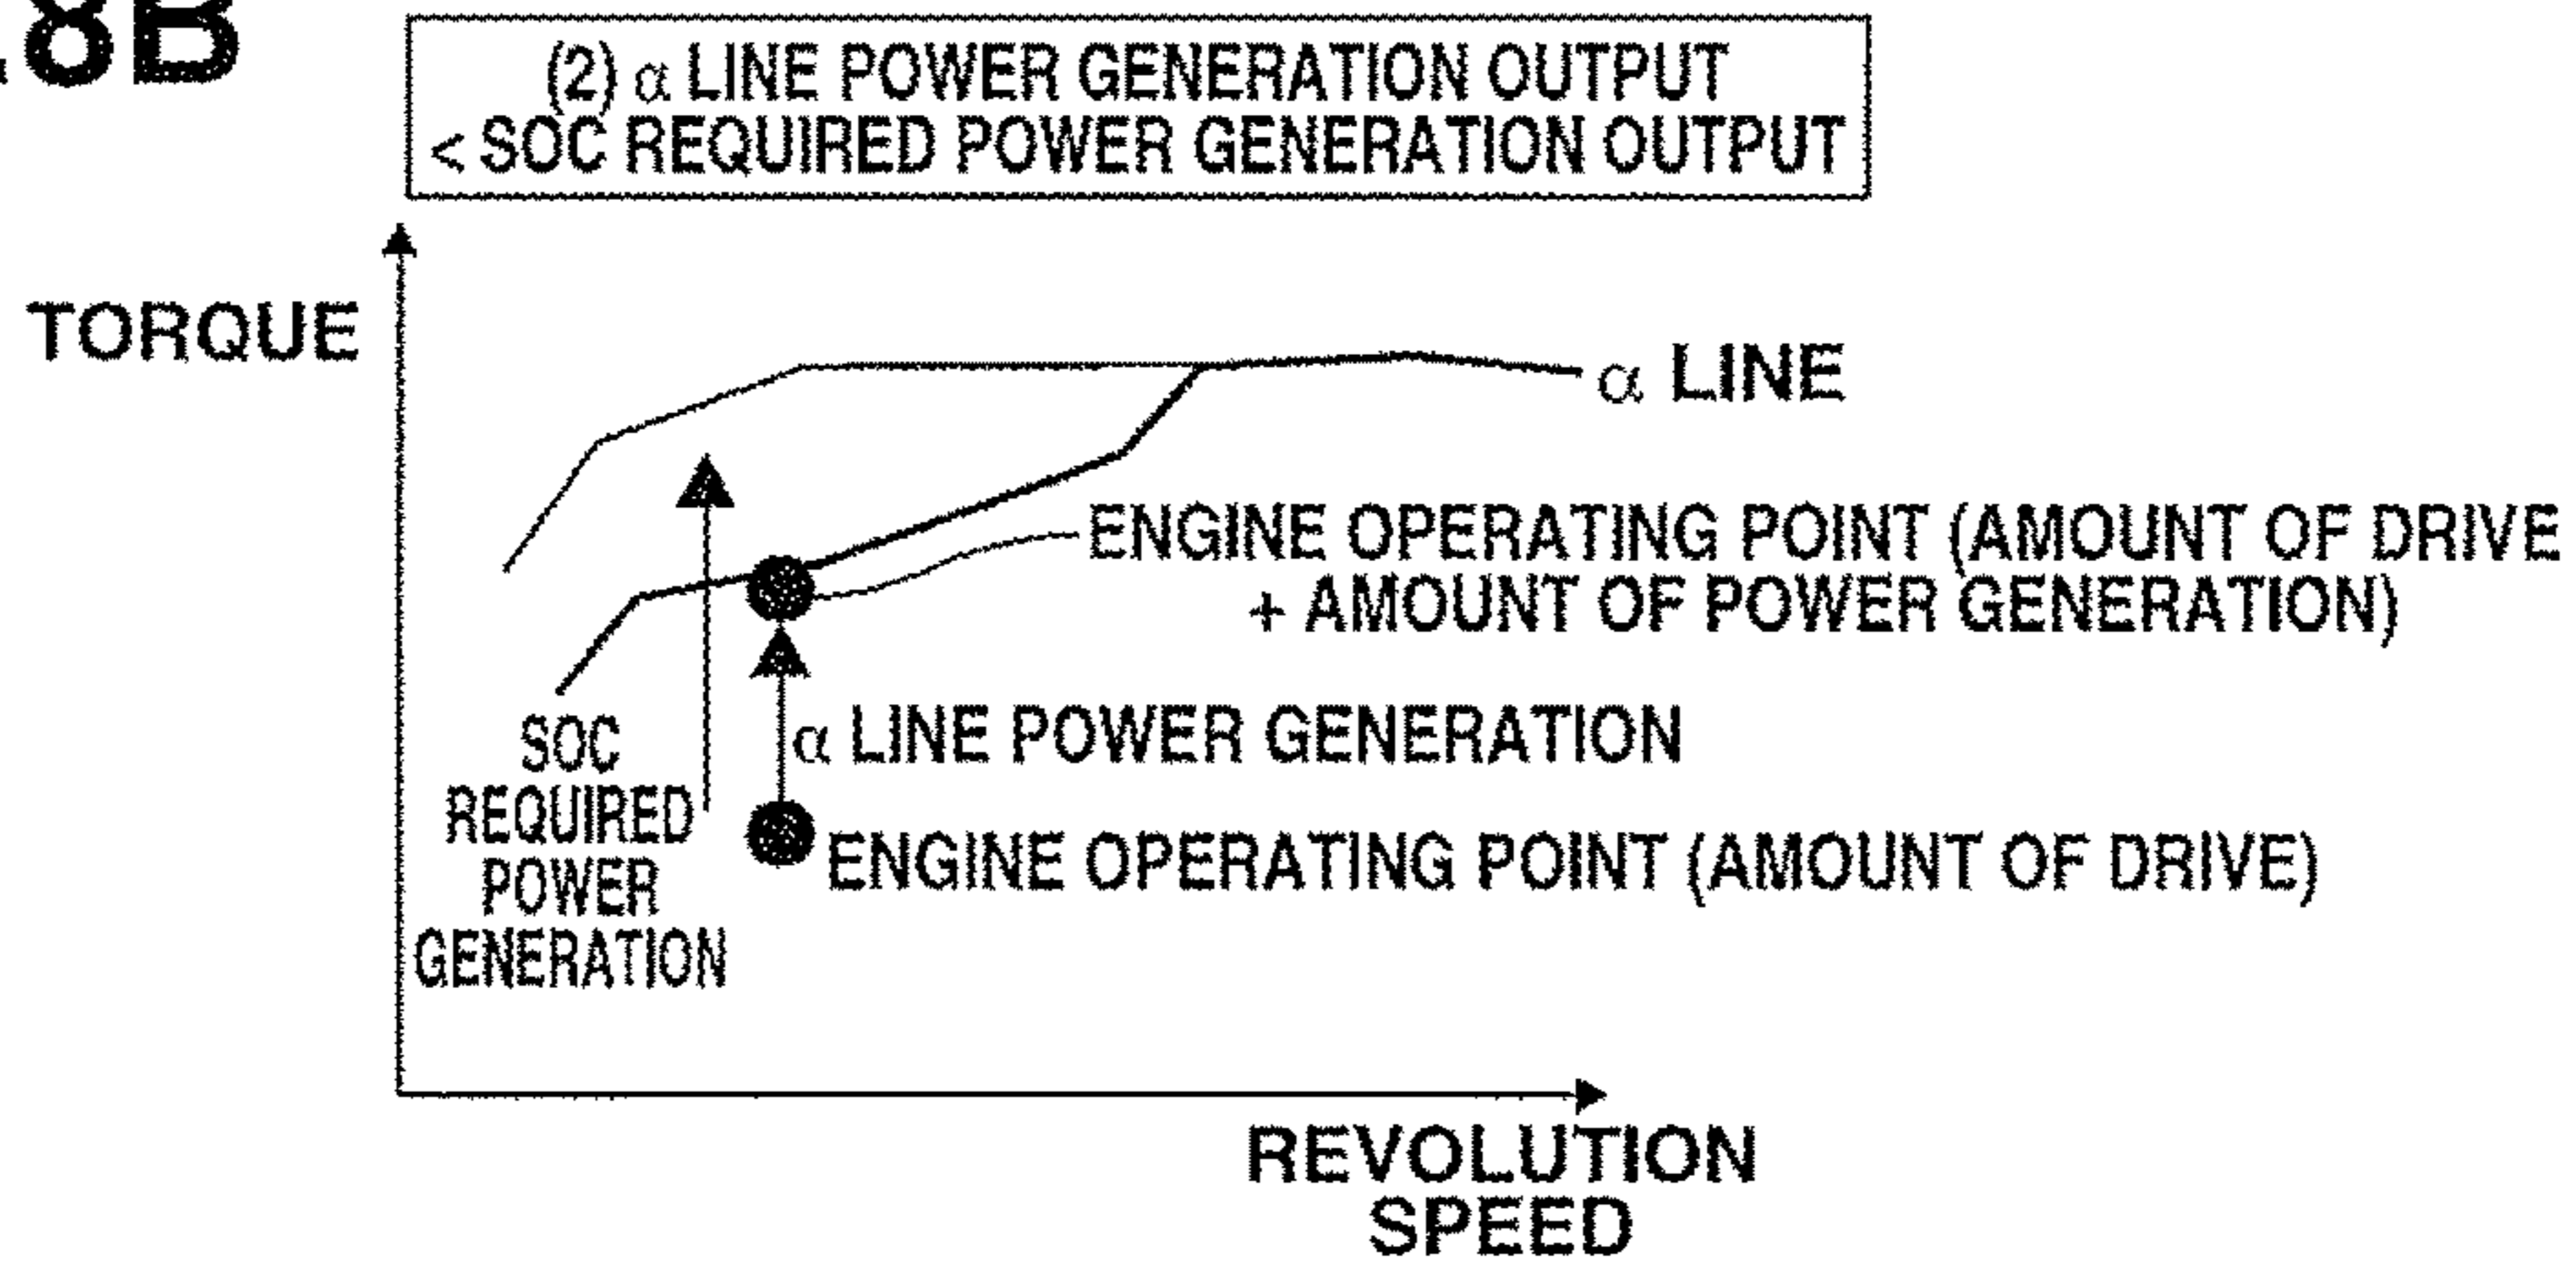 .8B
(2) α LINE POWER GENERATION OUTPUT
< SOC REQUIRED POWER GENERATION OUTPUT
TORQUE
α LINE
ENGINE OPERATING POINT (AMOUNT OF DRIVE
+ AMOUNT OF POWER GENERATION)
α LINE POWER GENERATION
SOC
REQUIRED
POWER
GENERATION
ENGINE OPERATING POINT (AMOUNT OF DRIVE)
REVOLUTION
SPEED